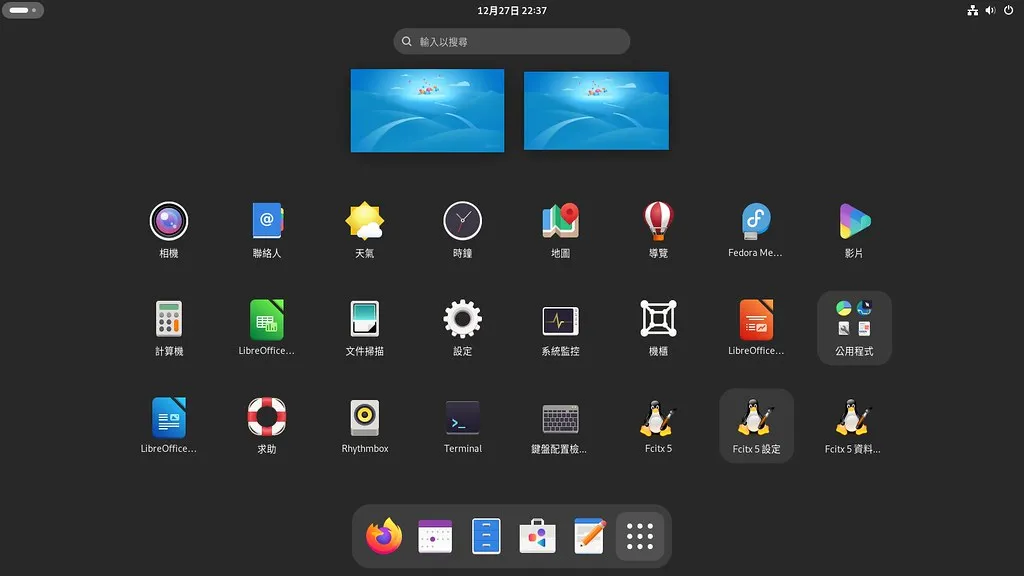 12月27日 22:37
輸入以搜尋
相機
聯絡人
天氣
時鐘
地圖
導覽
Fedora Me...
影片
計算機
LibreOffice...
文件掃描
設定
系統監控
機櫃
LibreOffice...
公用程式
LibreOffice...
求助
Rhythmbox
Terminal
鍵盤配置檢...
Fcitx 5
Fcitx 5 設定
Fcitx 5 資料...